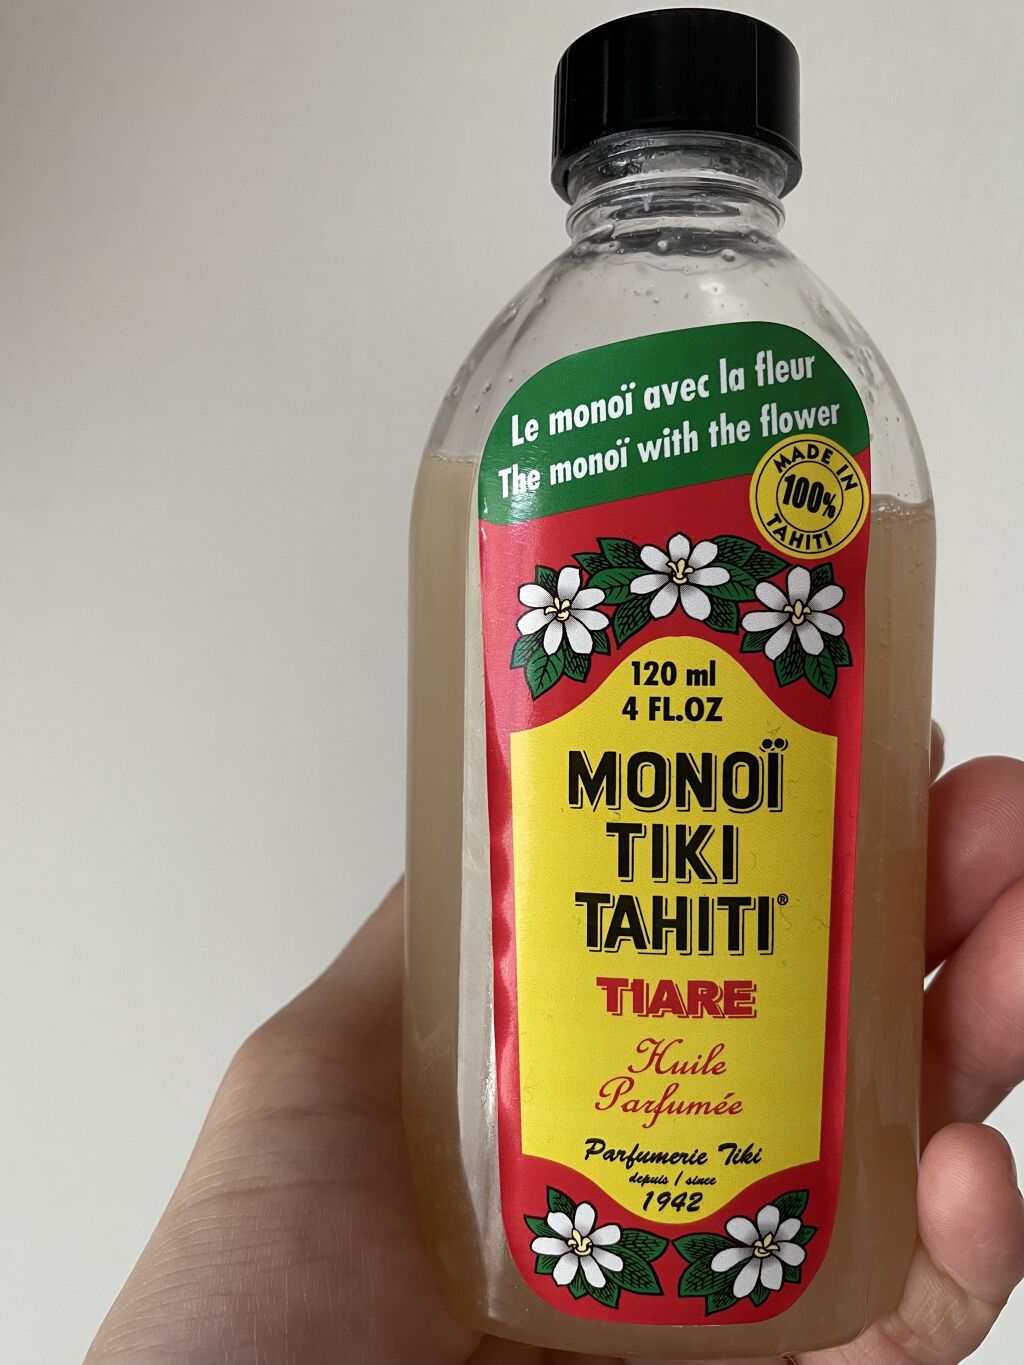 Le monoï avec la fleur
The monoï with the flower
MADE IN
100%
TAHITI
120 ml
4 FL.OZ
MONOÏ
TIKI
TAHITI®
TIARE
Huile
Parfumée
Parfumerie Tiki
depuis / since
1942